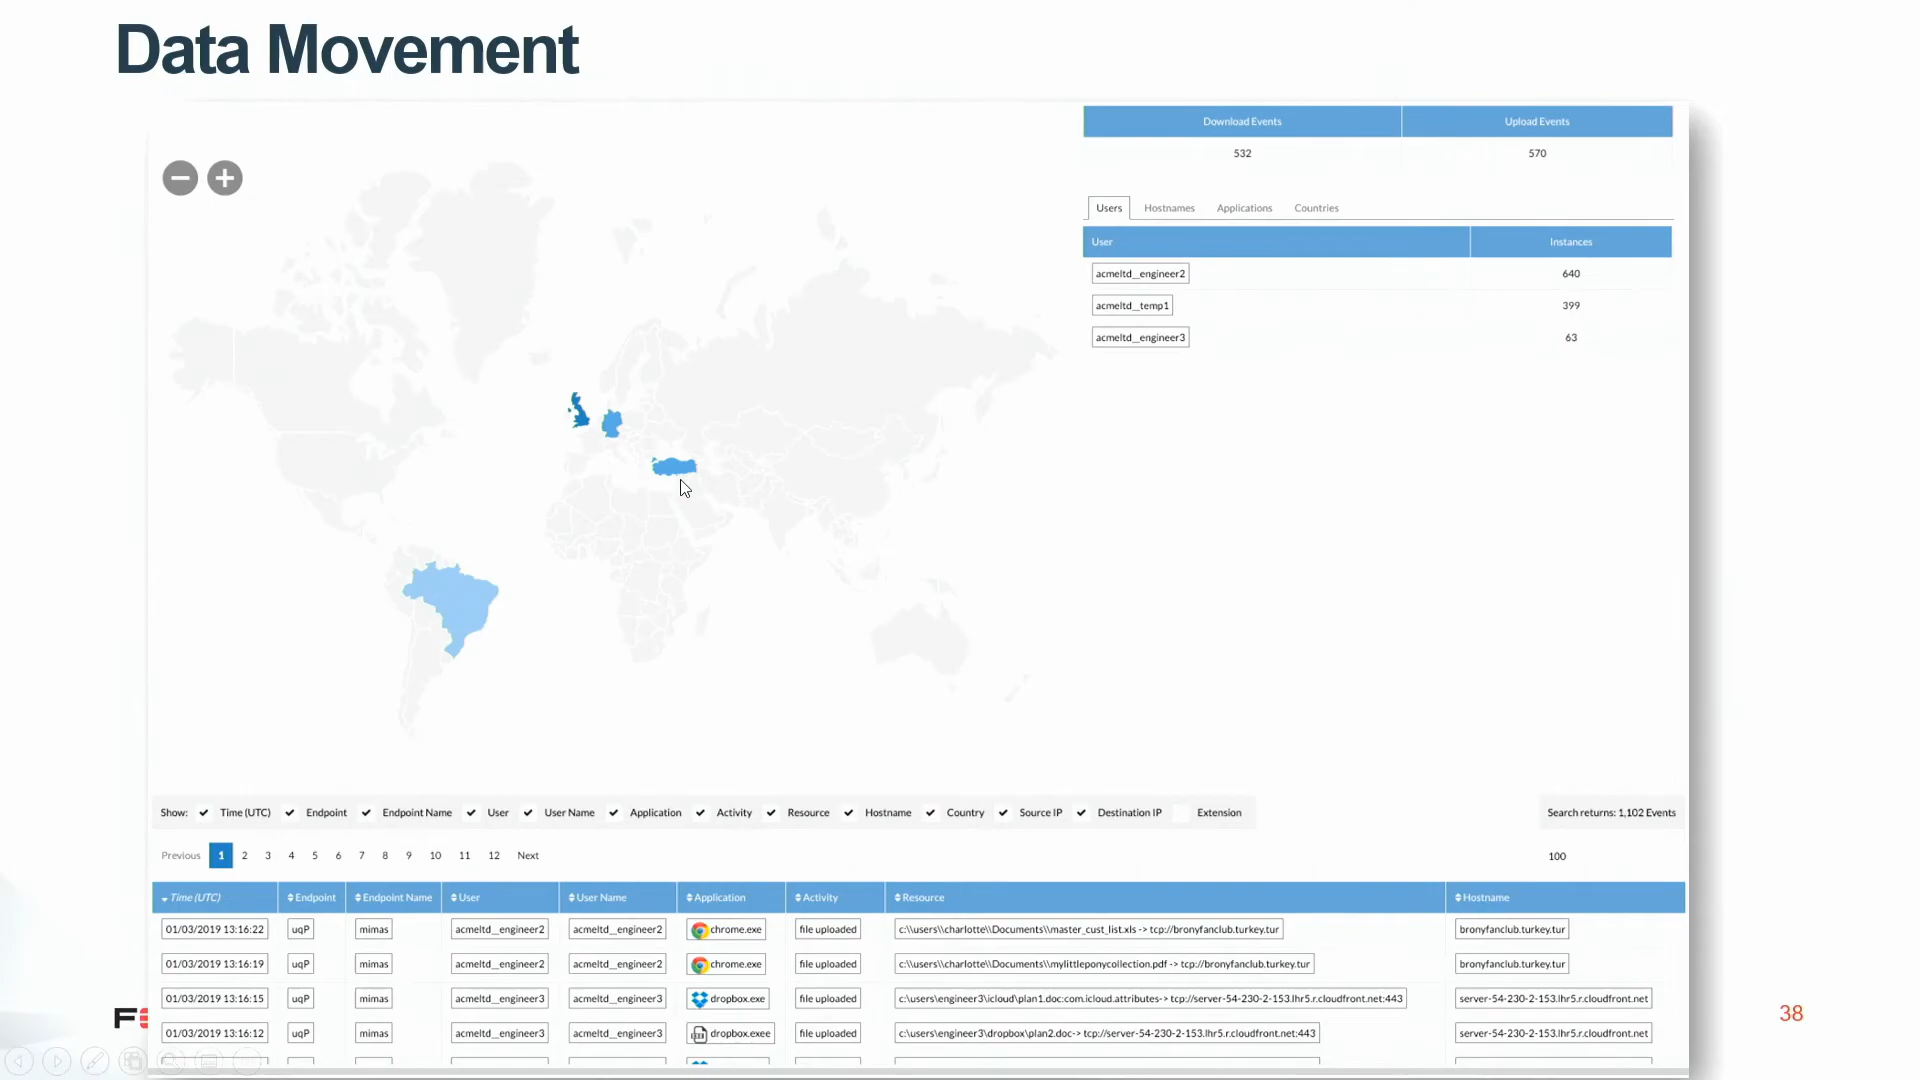 Data Movement
Download Events Upload Events
532 570
Users Hostnames Applications Countries
User Instances
acmeltd_engineer2 640
acmeltd_temp1 399
acmeltd_engineer3 63
Show: Time (UTC) Endpoint Endpoint Name User User Name Application Activity Resource Hostname Country Source IP Destination IP Extension Search returns: 1,102 Events
Previous 1 2 3 4 5 6 7 8 9 10 11 12 Next 100
Time (UTC) Endpoint Endpoint Name User User Name Application Activity Resource Hostname
01/03/2019 13:16:22 uqP mimas acmeltd_engineer2 acmeltd_engineer2 chrome.exe file uploaded c:\\users\\charlotte\\Documents\\master_cust_list.xls -> tcp://bronyfanclub.turkey.tur bronyfanclub.turkey.tur
01/03/2019 13:16:19 uqP mimas acmeltd_engineer2 acmeltd_engineer2 chrome.exe file uploaded c:\\users\\charlotte\\Documents\\mylittleponycollection.pdf -> tcp://bronyfanclub.turkey.tur bronyfanclub.turkey.tur
01/03/2019 13:16:15 uqP mimas acmeltd_engineer3 acmeltd_engineer3 dropbox.exe file uploaded c:\users\engineer3\icloud\plan1.doc:com.icloud.attributes-> tcp://server-54-230-2-153.lhr5.r.cloudfront.net:443 server-54-230-2-153.lhr5.r.cloudfront.net
01/03/2019 13:16:12 uqP mimas acmeltd_engineer3 acmeltd_engineer3 dropbox.exee file uploaded c:\users\engineer3\dropbox\plan2.doc-> tcp://server-54-230-2-153.lhr5.r.cloudfront.net:443 server-54-230-2-153.lhr5.r.cloudfront.net
38